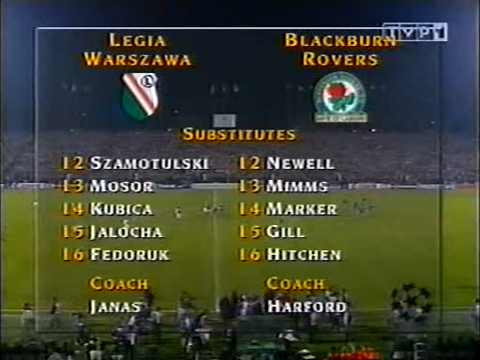 TVP1
LEGIA WARSZAWA
BLACKBURN ROVERS
SUBSTITUTES
12 SZAMOTULSKI
12 NEWELL
13 MOSOR
13 MIMMS
14 KUBICA
14 MARKER
15 JALOCHA
15 GILL
16 FEDORUK
16 HITCHEN
COACH
COACH
JANAS
HARFORD